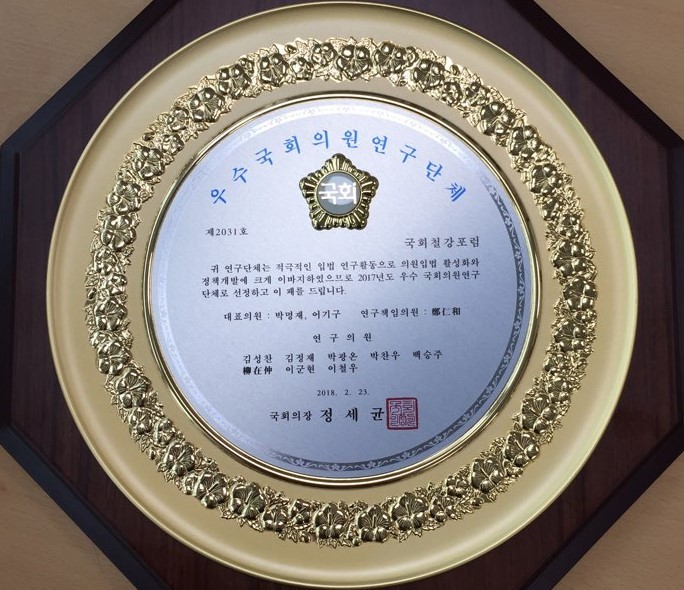 우수국회의원연구단체
국회
제2031호
국회철강포럼
귀 연구단체는 적극적인 입법 연구활동으로 의원입법 활성화와
정책개발에 크게 이바지하였으므로 2017년도 우수 국회의원연구
단체로 선정하고 이 패를 드립니다.
대표의원 : 박명재, 어기구 연구책임의원 : 鄭仁和
연 구 의 원
김성찬 김정재 박광온 박찬우 백승주
柳在仲 이군현 이철우
2018. 2. 23.
국회의장 정 세 균